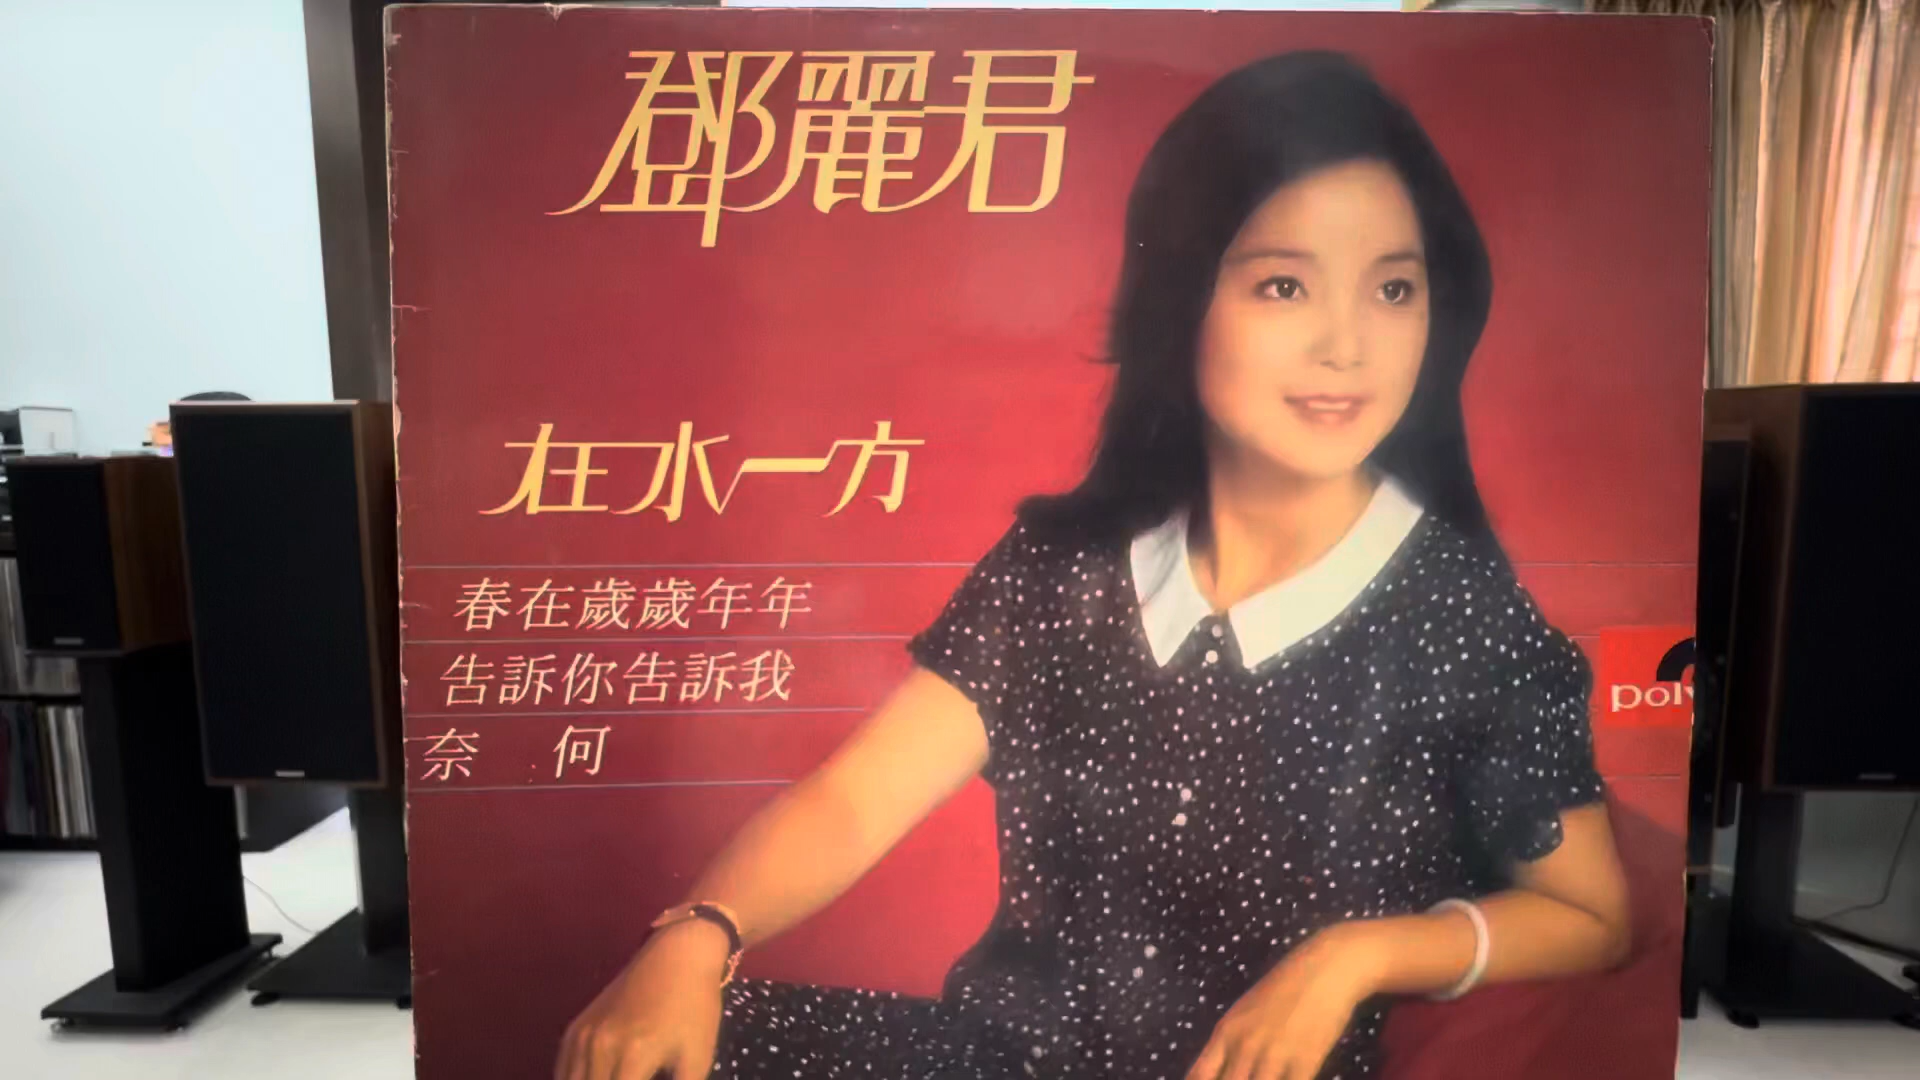 鄧麗君
在水一方
春在歲歲年年
告訴你告訴我
奈 何
poly